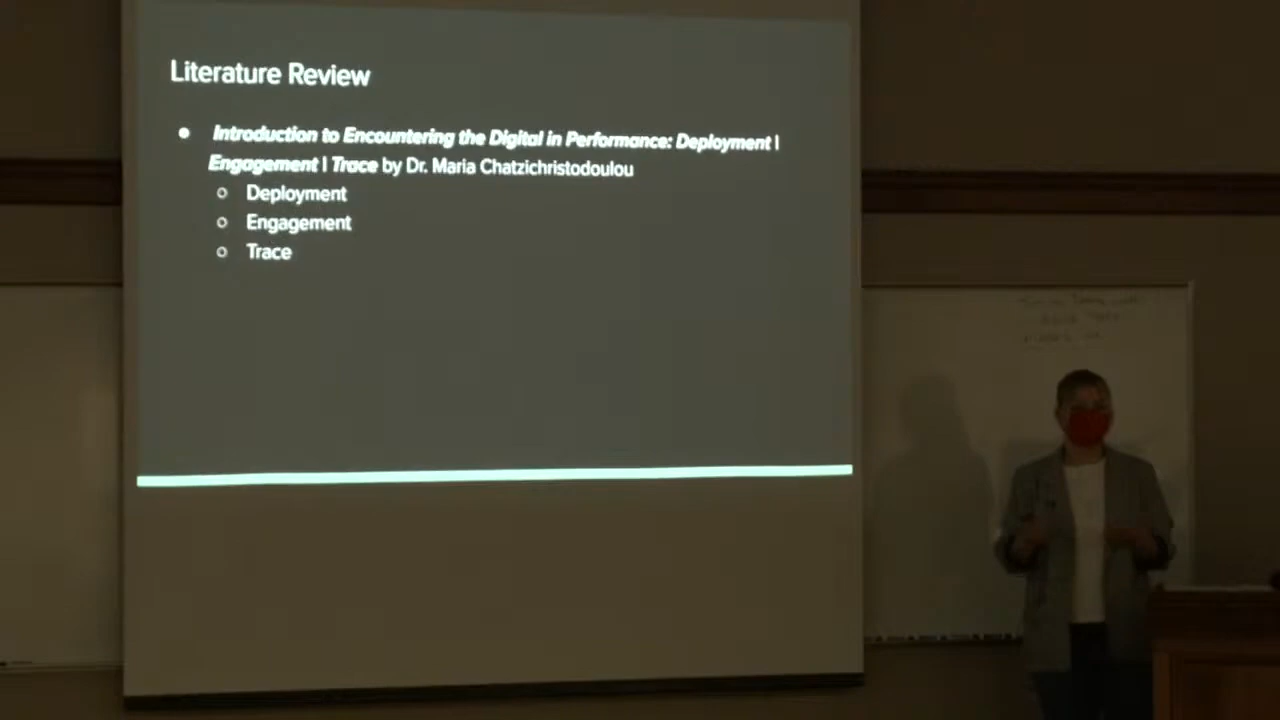 Literature Review
● Introduction to Encountering the Digital in Performance: Deployment |
Engagement | Trace by Dr. Maria Chatzichristodoulou
○ Deployment
○ Engagement
○ Trace